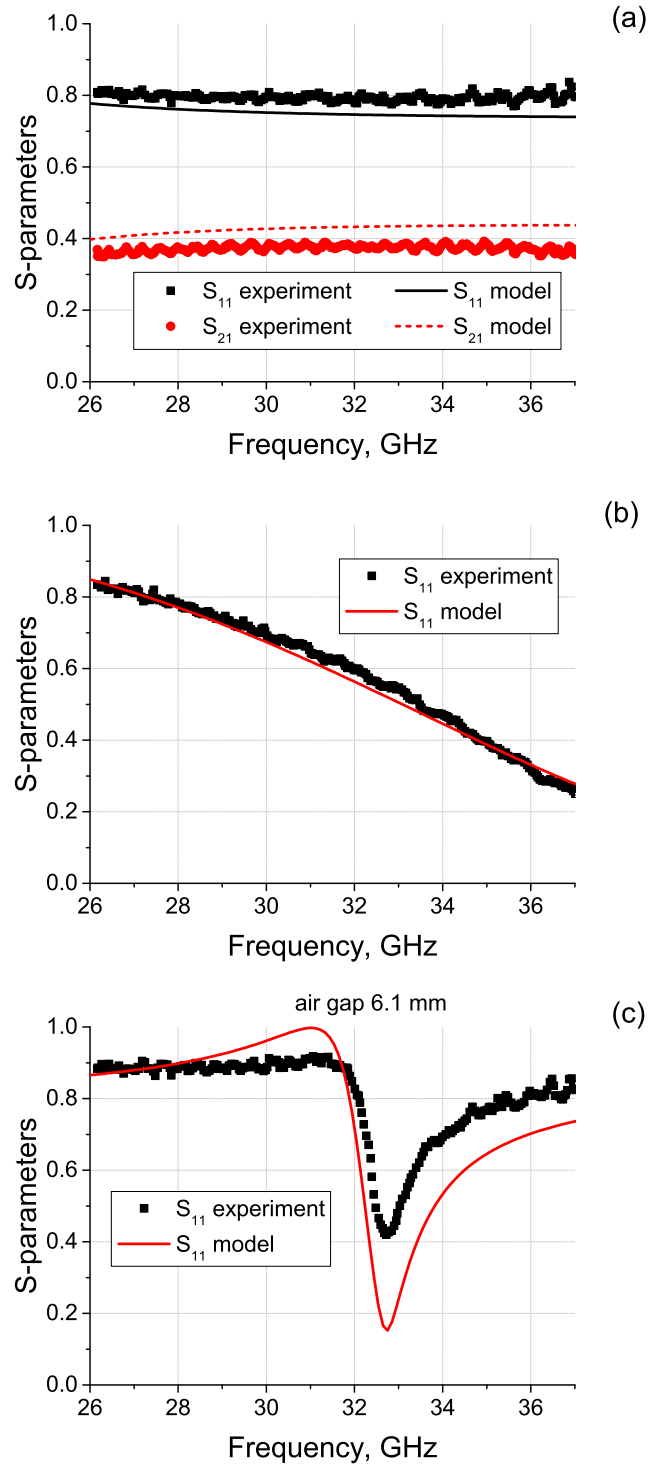 (a)
1.0
0.8
0.6
0.4
0.2
0.0
S-parameters
S11 experiment
S11 model
S21 experiment
S21 model
26 28 30 32 34 36
Frequency, GHz
(b)
1.0
0.8
0.6
0.4
0.2
0.0
S-parameters
S11 experiment
S11 model
26 28 30 32 34 36
Frequency, GHz
air gap 6.1 mm
(c)
1.0
0.8
0.6
0.4
0.2
0.0
S-parameters
S11 experiment
S11 model
26 28 30 32 34 36
Frequency, GHz